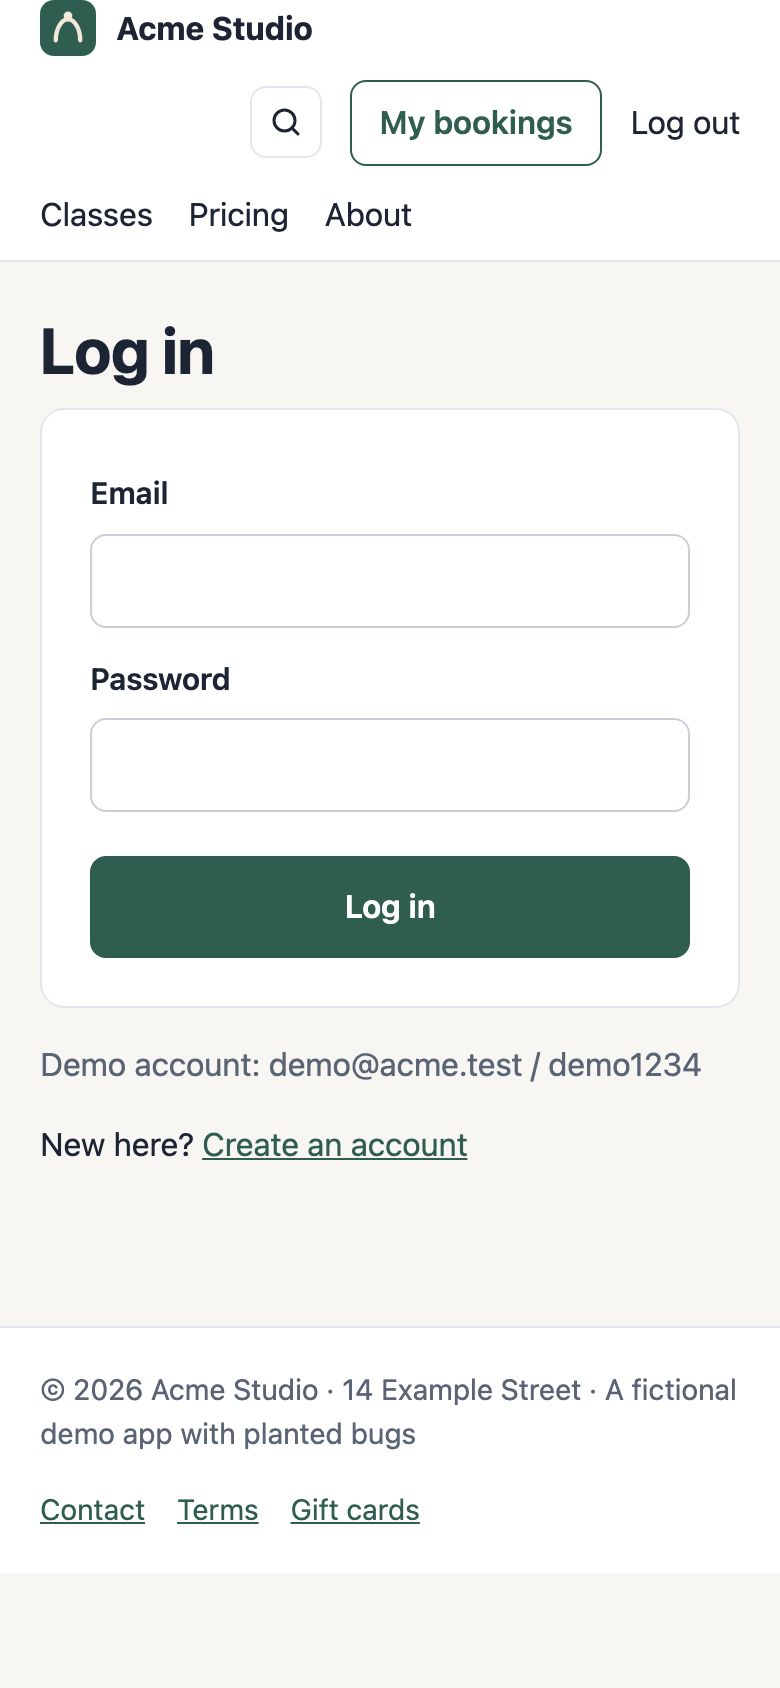 Acme Studio
My bookings
Log out
Classes
Pricing
About
Log in
Email
Password
Log in
Demo account: demo@acme.test / demo1234
New here? Create an account
© 2026 Acme Studio · 14 Example Street · A fictional
demo app with planted bugs
Contact
Terms
Gift cards